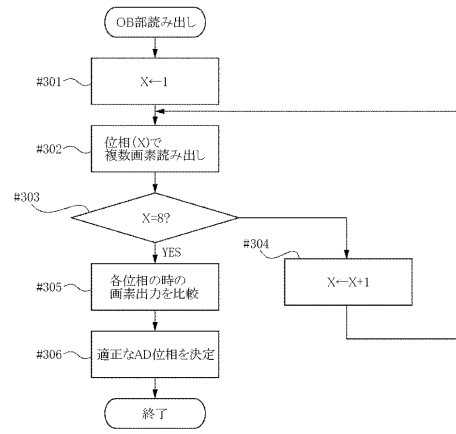 OB部読み出し
#301
X←1
#302
位相(X)で
複数画素読み出し
#303
X=8?
YES
#304
X←X+1
#305
各位相の時の
画素出力を比較
#306
適正なAD位相を決定
終了